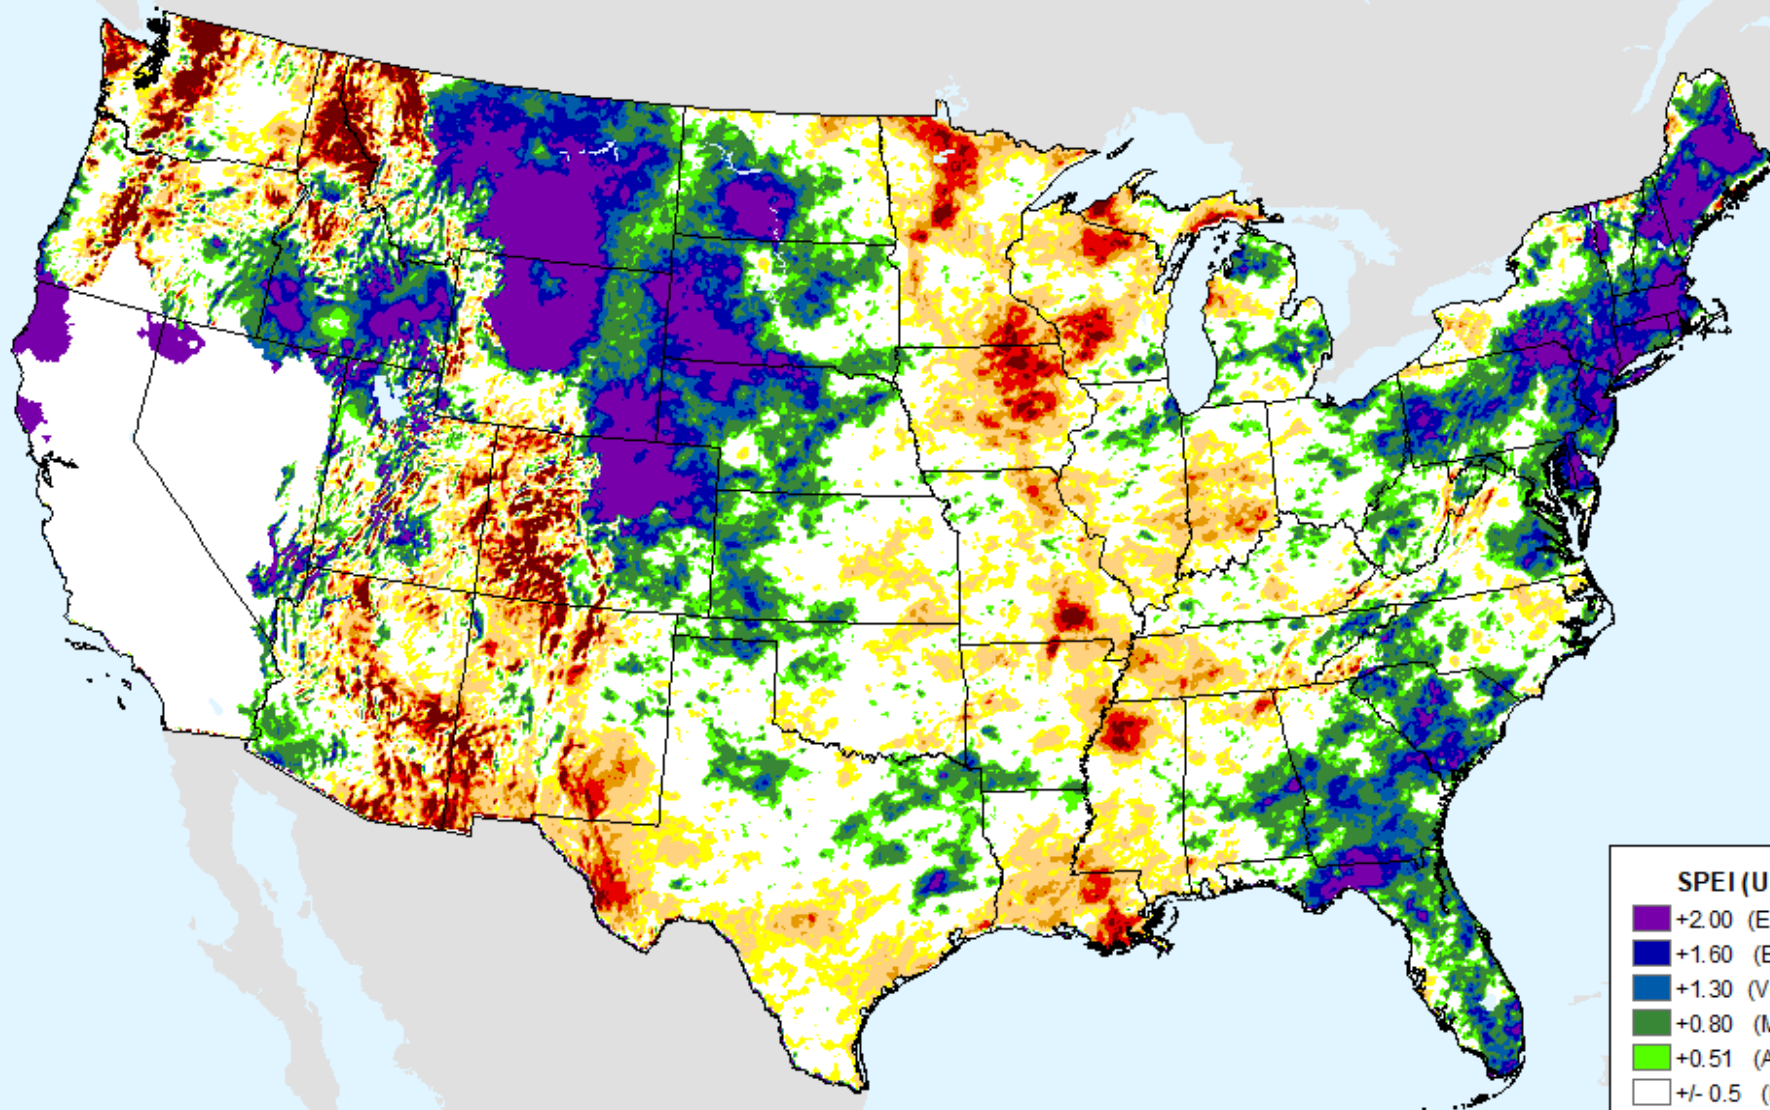 SPEI (U
+2.00 (E
+1.60 (E
+1.30 (V
+0.80 (M
+0.51 (A
+/- 0.5 (